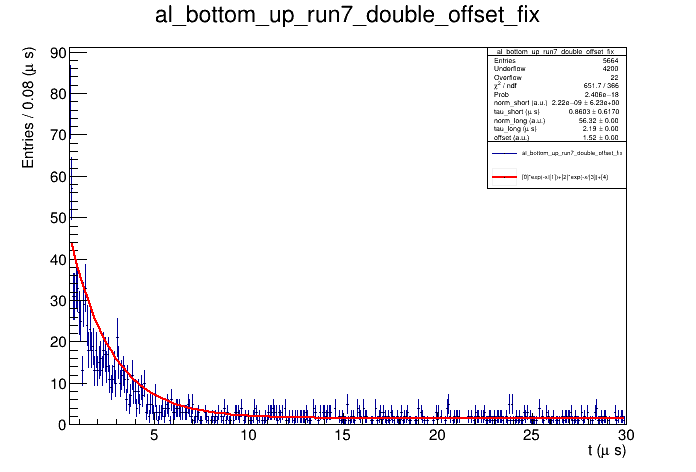 al_bottom_up_run7_double_offset_fix
Entries / 0.08 (μ s)
90
80
70
60
50
40
30
20
10
0
5
10
15
20
25
30
t (μ s)
al_bottom_up_run7_double_offset_fix
Entries 5664
Underflow 4200
Overflow 22
χ² / ndf 651.7 / 366
Prob 2.406e−18
norm_short (a.u.) 2.22e−09 ± 6.23e+00
tau_short (μ s) 0.8603 ± 0.6170
norm_long (a.u.) 56.32 ± 0.00
tau_long (μ s) 2.19 ± 0.00
offset (a.u.) 1.52 ± 0.00
al_bottom_up_run7_double_offset_fix
[0]*exp(-x/[1])+[2]*exp(-x/[3])+[4]